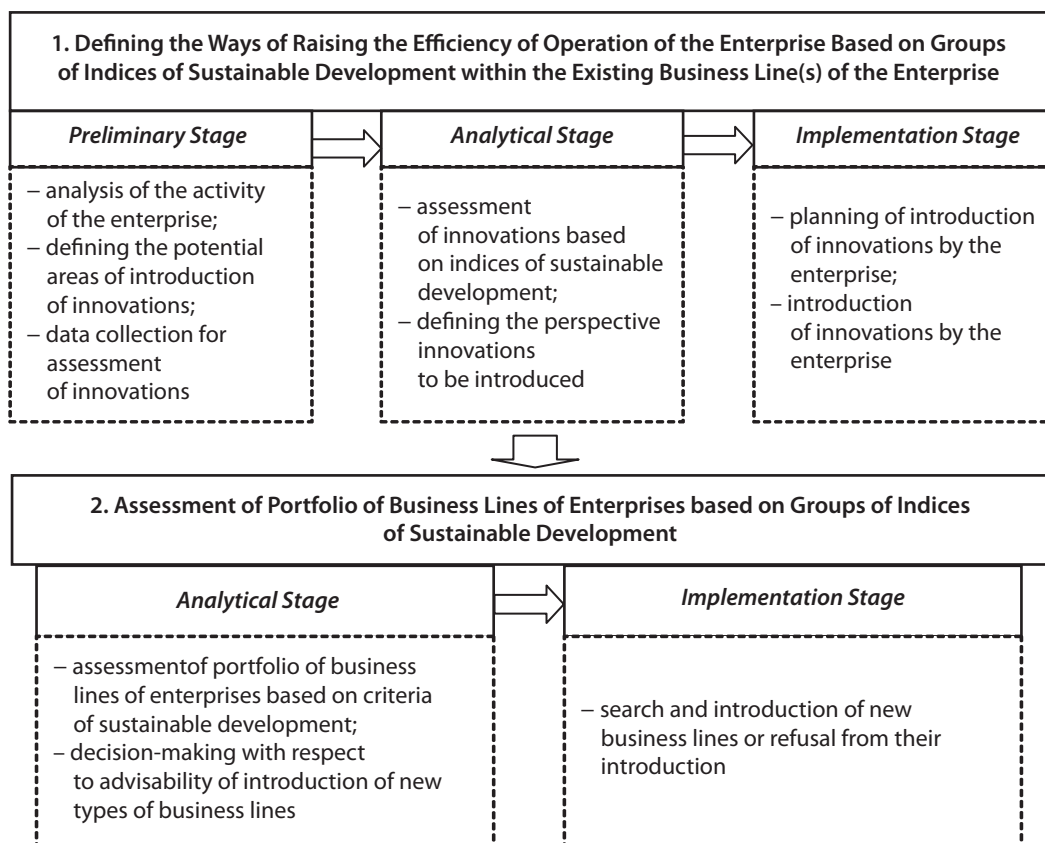 1. Defining the Ways of Raising the Efficiency of Operation of the Enterprise Based on Groups
of Indices of Sustainable Development within the Existing Business Line(s) of the Enterprise
Preliminary Stage
– analysis of the activity
of the enterprise;
– defining the potential
areas of introduction
of innovations;
– data collection for
assessment
of innovations
Analytical Stage
– assessment
of innovations based
on indices of sustainable
development;
– defining the perspective
innovations
to be introduced
Implementation Stage
– planning of introduction
of innovations by the
enterprise;
– introduction
of innovations by the
enterprise
2. Assessment of Portfolio of Business Lines of Enterprises based on Groups of Indices
of Sustainable Development
Analytical Stage
– assessmentof portfolio of business
lines of enterprises based on criteria
of sustainable development;
– decision-making with respect
to advisability of introduction of new
types of business lines
Implementation Stage
– search and introduction of new
business lines or refusal from their
introduction